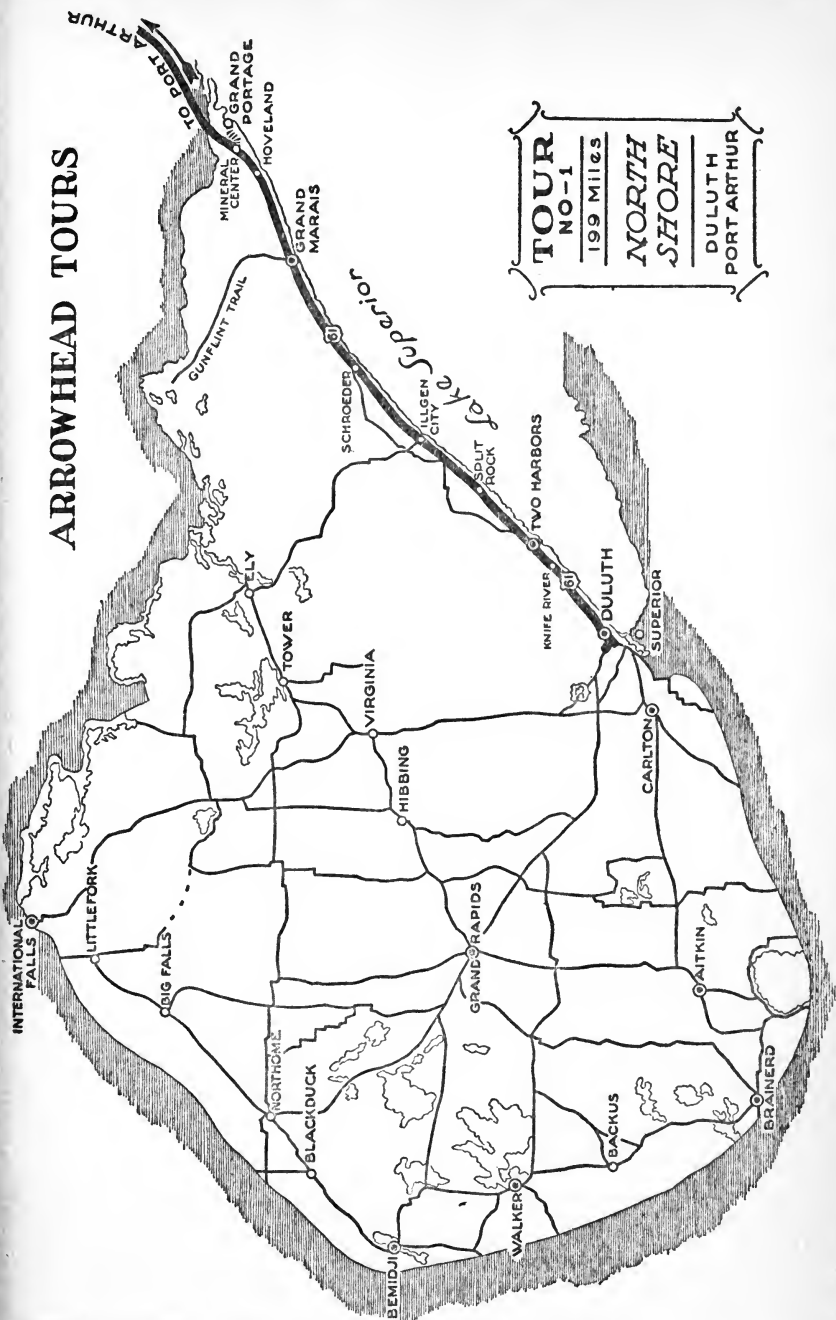 ARROWHEAD TOURS
TO PORT ARTHUR
GRAND
PORTAGE
MINERAL
CENTER
HOVELAND
GRAND
MARAIS
GUNFLINT TRAIL
61
SCHROEDER
Lake Superior
ILLGEN
CITY
SPLIT
ROCK
TWO HARBORS
KNIFE RIVER
61
DULUTH
SUPERIOR
ELY
TOWER
VIRGINIA
HIBBING
CARLTON
INTERNATIONAL
FALLS
LITTLEFORK
BIG FALLS
GRAND RAPIDS
AITKIN
NORTHOME
BLACKDUCK
BACKUS
BRAINERD
WALKER
BEMIDJI
TOUR
NO-1
199 Miles
NORTH
SHORE
DULUTH
PORT ARTHUR